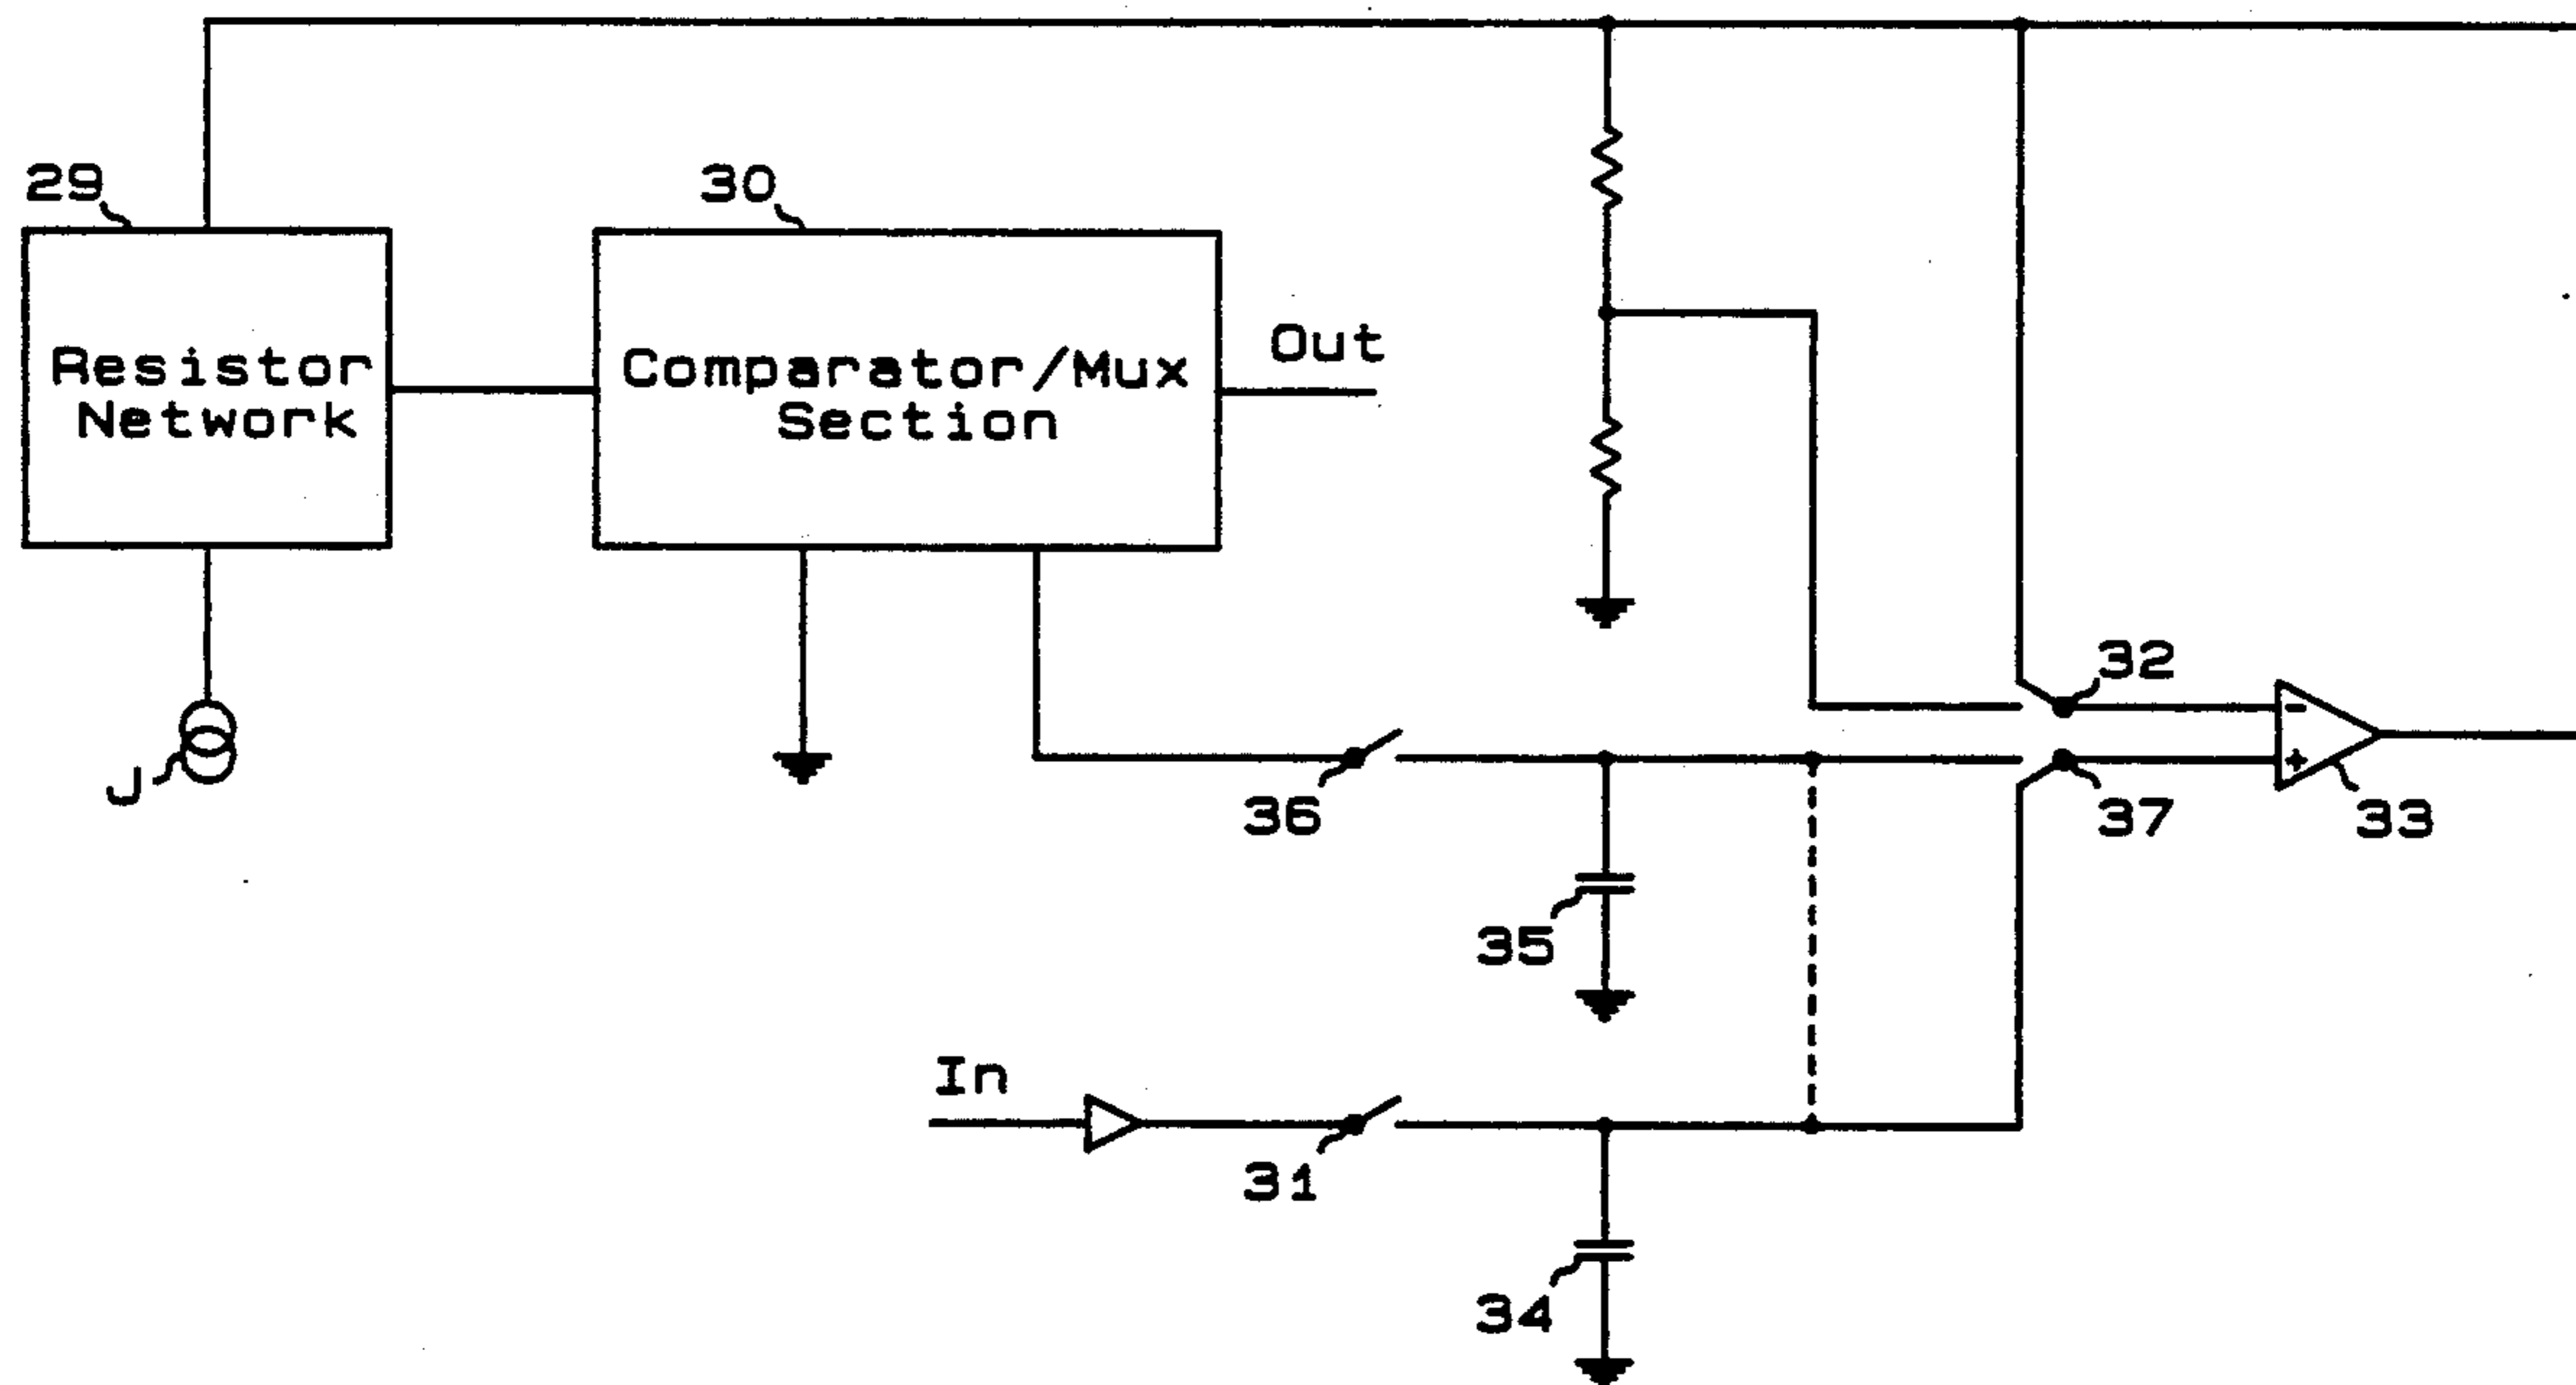 29
30
Resistor
Network
Comparator/Mux
Section
Out
J
32
-
+
36
37
33
35
In
31
34